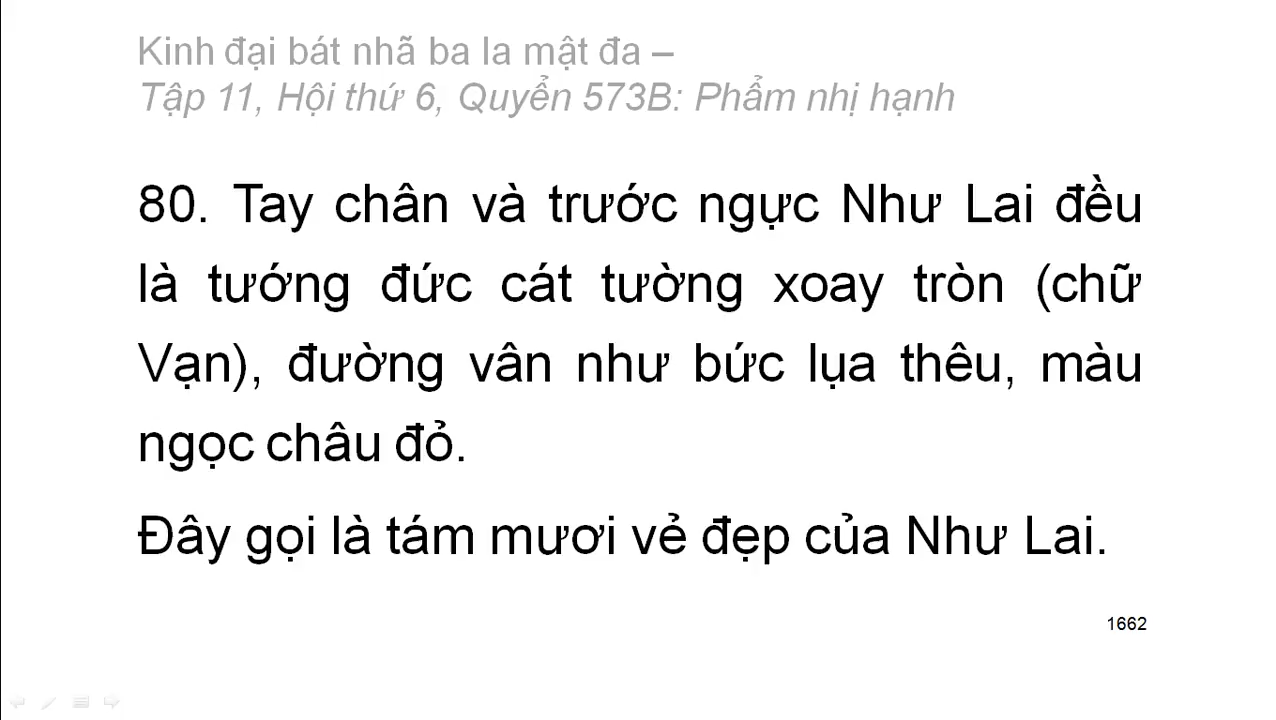 Kinh đại bát nhã ba la mật đa –
Tập 11, Hội thứ 6, Quyển 573B: Phẩm nhị hạnh
80. Tay chân và trước ngực Như Lai đều
là tướng đức cát tường xoay tròn (chữ
Vạn), đường vân như bức lụa thêu, màu
ngọc châu đỏ.
Đây gọi là tám mươi vẻ đẹp của Như Lai.
1662